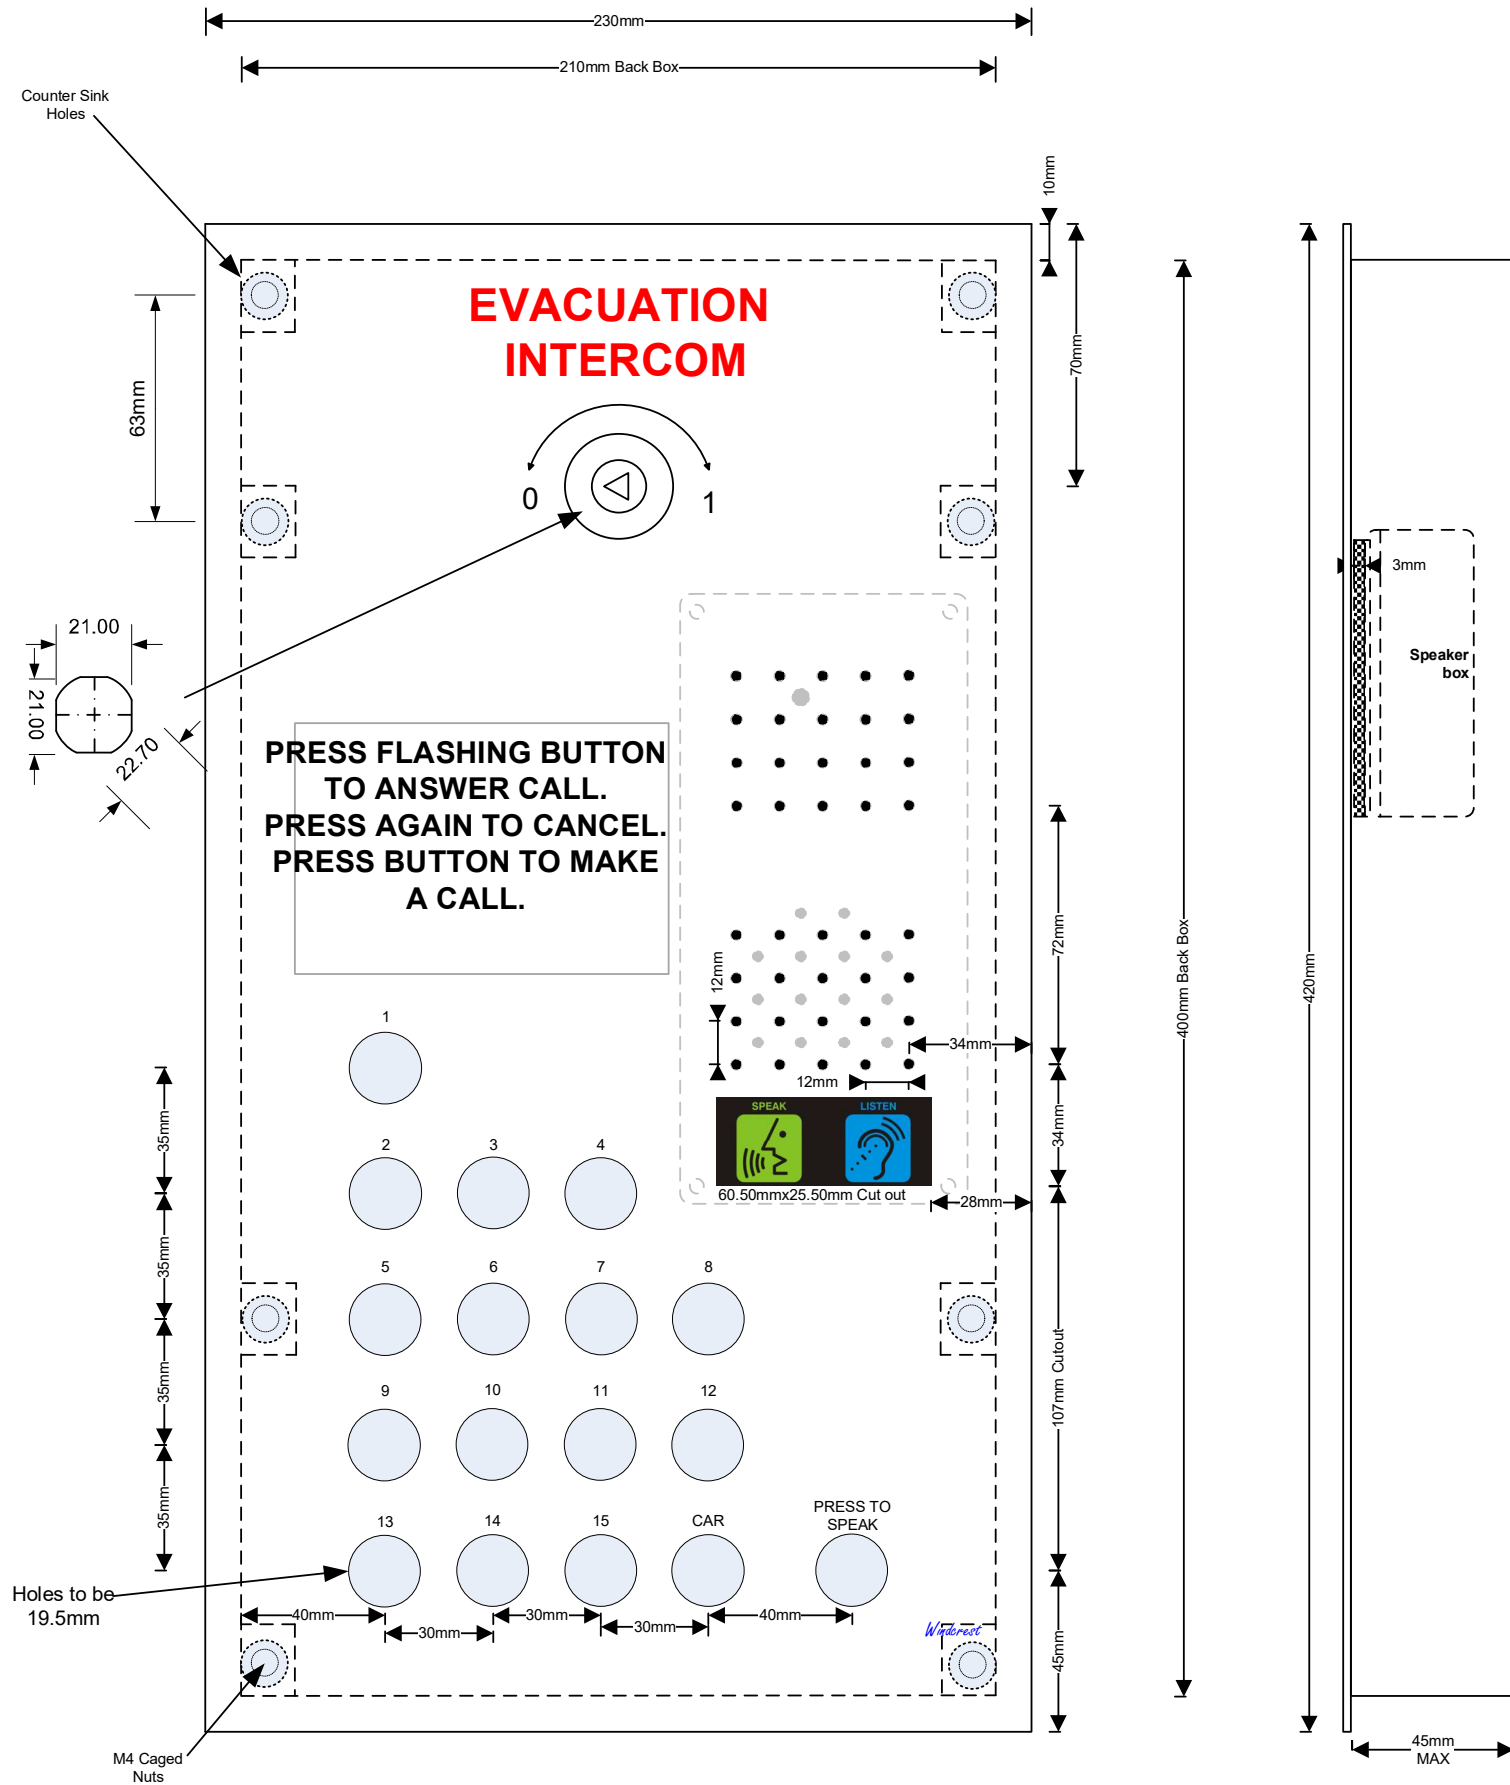 230mm
210mm Back Box
Counter Sink
Holes
10mm
EVACUATION
INTERCOM
70mm
63mm
0
1
3mm
21.00
21.00
22.70
Speaker
box
PRESS FLASHING BUTTON
TO ANSWER CALL.
PRESS AGAIN TO CANCEL.
PRESS BUTTON TO MAKE
A CALL.
72mm
400mm Back Box
420mm
12mm
1
34mm
12mm
SPEAK
LISTEN
34mm
35mm
2
3
4
60.50mmx25.50mm Cut out
28mm
35mm
5
6
7
8
35mm
9
10
11
12
107mm Cutout
35mm
13
14
15
CAR
PRESS TO
SPEAK
Holes to be
19.5mm
40mm
30mm
30mm
30mm
40mm
Windcrest
45mm
M4 Caged
Nuts
45mm
MAX